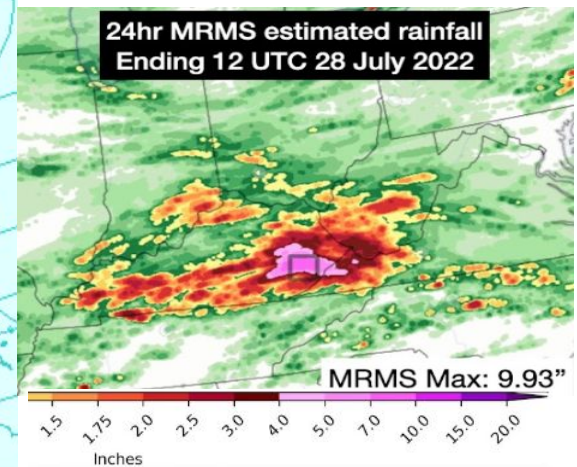 24hr MRMS estimated rainfall
Ending 12 UTC 28 July 2022
MRMS Max: 9.93”
1.5 1.75 2.0 2.5 3.0 4.0 5.0 7.0 10.0 15.0 20.0
Inches